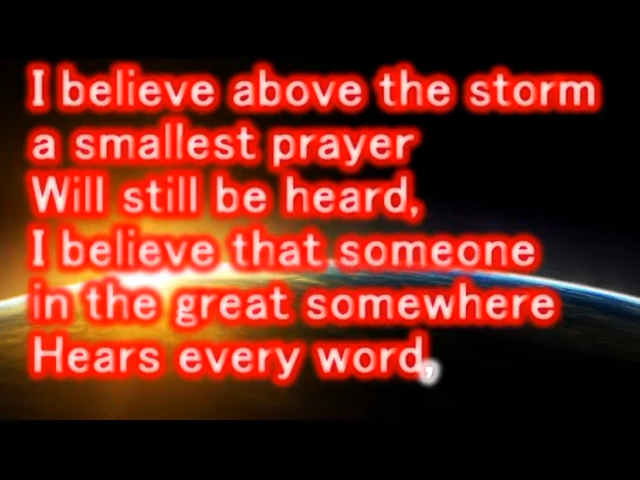 I believe above the storm
a smallest prayer
Will still be heard,
I believe that someone
in the great somewhere
Hears every word,